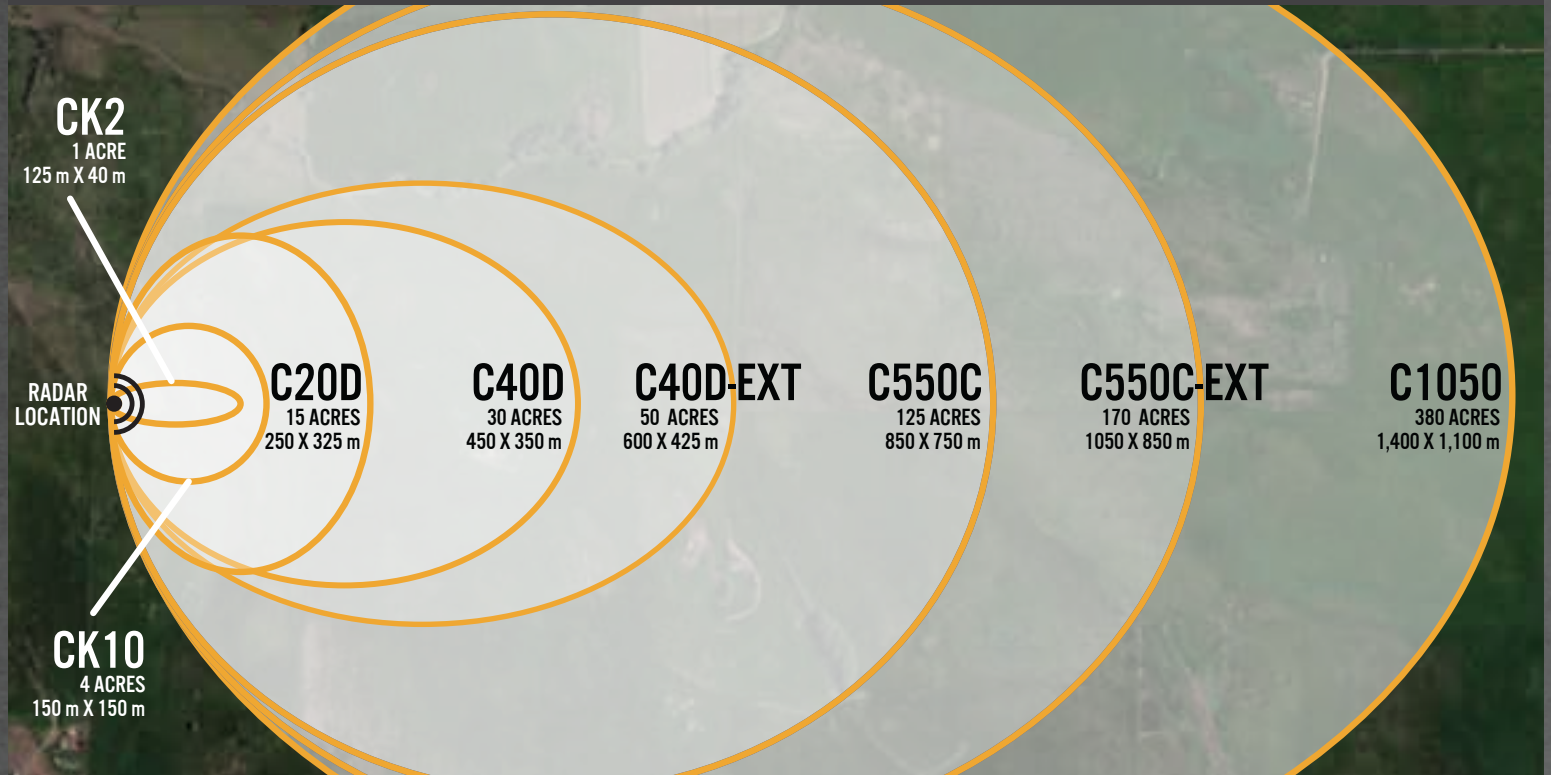 CK2
1 ACRE
125 m X 40 m
RADAR
LOCATION
C20D
15 ACRES
250 X 325 m
C40D
30 ACRES
450 X 350 m
C40D-EXT
50 ACRES
600 X 425 m
C550C
125 ACRES
850 X 750 m
C550C-EXT
170 ACRES
1050 X 850 m
C1050
380 ACRES
1,400 X 1,100 m
CK10
4 ACRES
150 m X 150 m